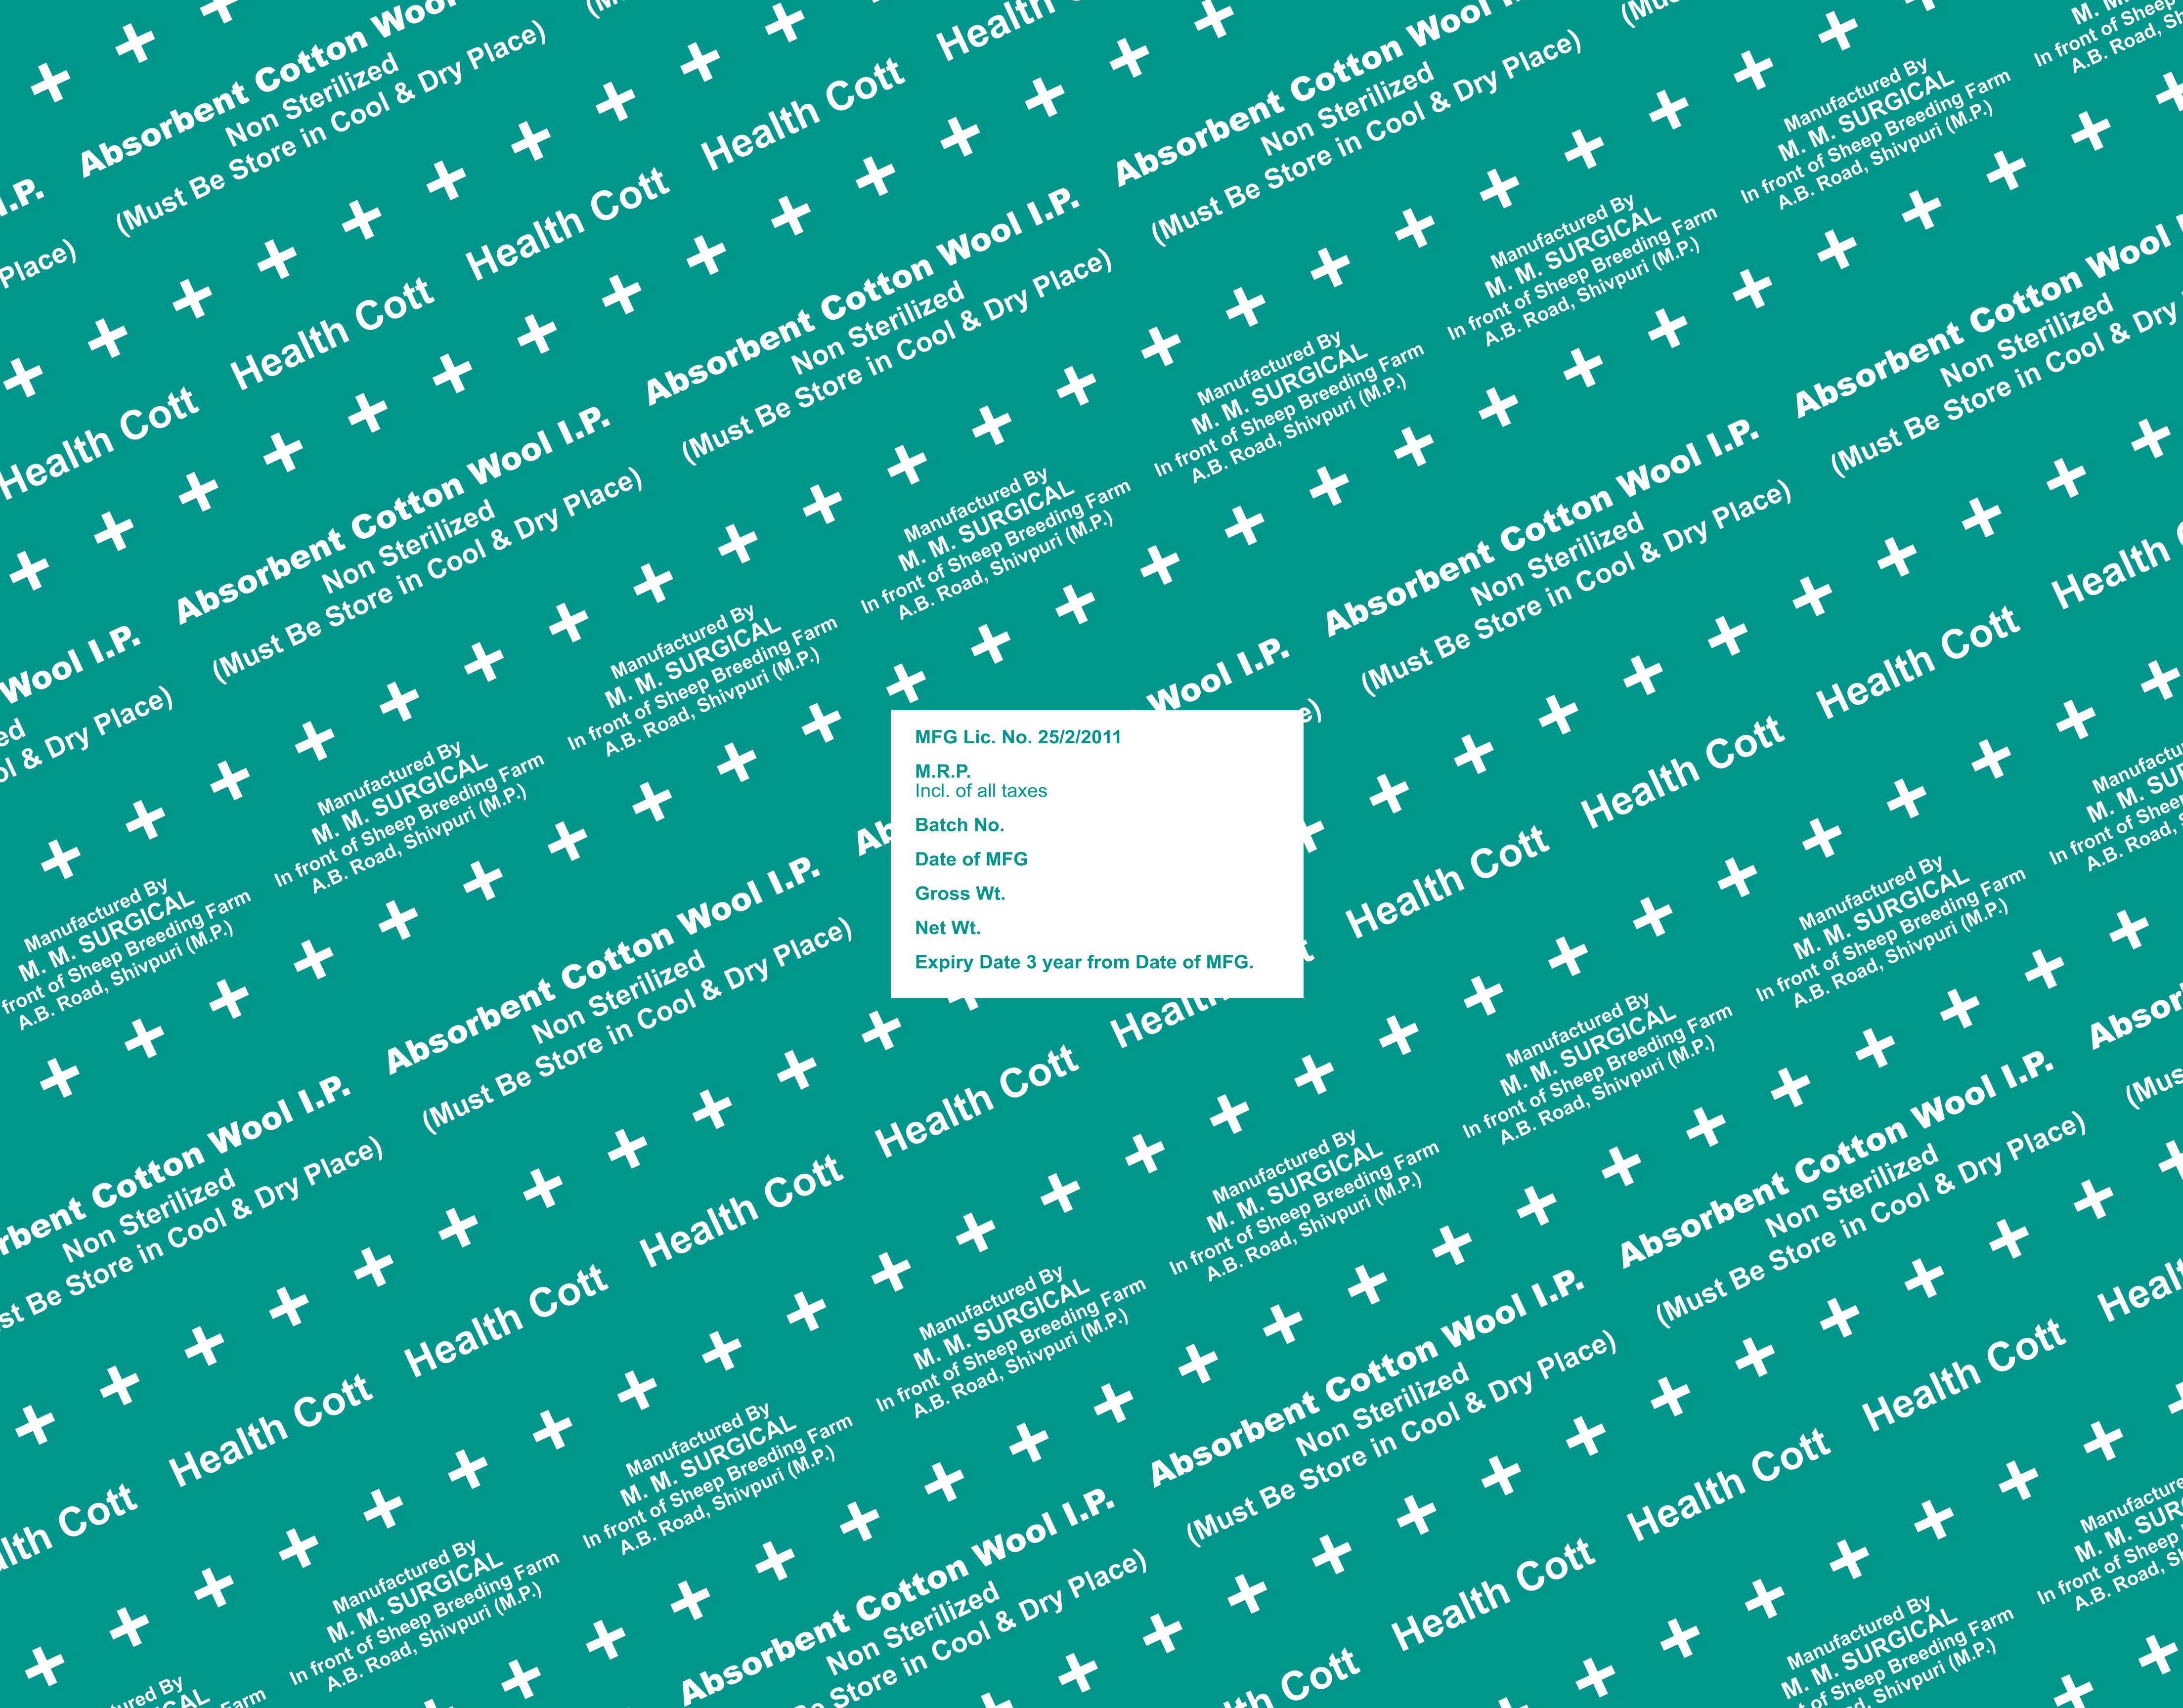 Absorbent Cotton Wool I.P.
Non Sterilized
(Must Be Store in Cool & Dry Place)
Health Cott
Manufactured By
M. M. SURGICAL
In front of Sheep Breeding Farm
A.B. Road, Shivpuri (M.P.)
MFG Lic. No. 25/2/2011
M.R.P.
Incl. of all taxes
Batch No.
Date of MFG
Gross Wt.
Net Wt.
Expiry Date 3 year from Date of MFG.